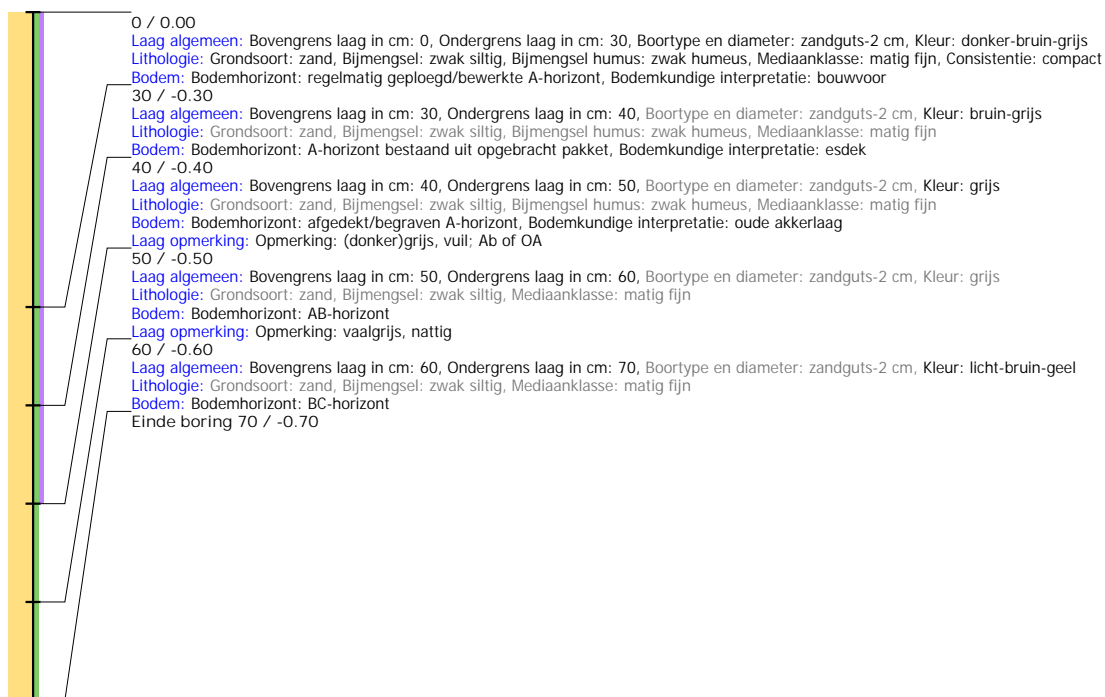 0 / 0.00
Laag algemeen: Bovengrens laag in cm: 0, Ondergrens laag in cm: 30, Boortype en diameter: zandguts-2 cm, Kleur: donker-bruin-grijs
Lithologie: Grondsoort: zand, Bijmengsel: zwak siltig, Bijmengsel humus: zwak humeus, Mediaanklasse: matig fijn, Consistentie: compact
Bodem: Bodemhorizont: regelmatig geploegd/bewerkte A-horizont, Bodemkundige interpretatie: bouwvoor
30 / -0.30
Laag algemeen: Bovengrens laag in cm: 30, Ondergrens laag in cm: 40, Boortype en diameter: zandguts-2 cm, Kleur: bruin-grijs
Lithologie: Grondsoort: zand, Bijmengsel: zwak siltig, Bijmengsel humus: zwak humeus, Mediaanklasse: matig fijn
Bodem: Bodemhorizont: A-horizont bestaand uit opgebracht pakket, Bodemkundige interpretatie: esdek
40 / -0.40
Laag algemeen: Bovengrens laag in cm: 40, Ondergrens laag in cm: 50, Boortype en diameter: zandguts-2 cm, Kleur: grijs
Lithologie: Grondsoort: zand, Bijmengsel: zwak siltig, Bijmengsel humus: zwak humeus, Mediaanklasse: matig fijn
Bodem: Bodemhorizont: afgedekt/begraven A-horizont, Bodemkundige interpretatie: oude akkerlaag
Laag opmerking: Opmerking: (donker)grijs, vuil; Ab of OA
50 / -0.50
Laag algemeen: Bovengrens laag in cm: 50, Ondergrens laag in cm: 60, Boortype en diameter: zandguts-2 cm, Kleur: grijs
Lithologie: Grondsoort: zand, Bijmengsel: zwak siltig, Mediaanklasse: matig fijn
Bodem: Bodemhorizont: AB-horizont
Laag opmerking: Opmerking: vaalgrijs, nattig
60 / -0.60
Laag algemeen: Bovengrens laag in cm: 60, Ondergrens laag in cm: 70, Boortype en diameter: zandguts-2 cm, Kleur: licht-bruin-geel
Lithologie: Grondsoort: zand, Bijmengsel: zwak siltig, Mediaanklasse: matig fijn
Bodem: Bodemhorizont: BC-horizont
Einde boring 70 / -0.70